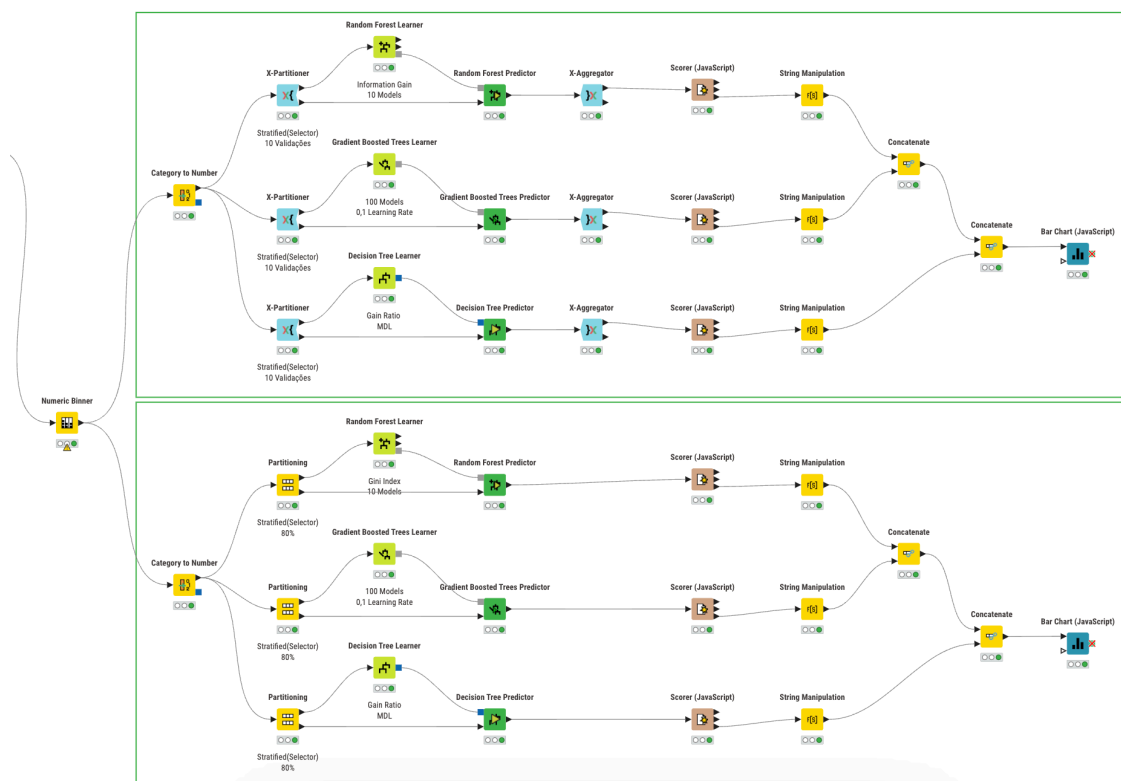 Random Forest Learner
X-Partitioner
Information Gain
10 Models
Random Forest Predictor
X-Aggregator
Scorer (JavaScript)
String Manipulation
Stratified(Selector)
10 Validações
Gradient Boosted Trees Learner
Concatenate
Category to Number
X-Partitioner
100 Models
0,1 Learning Rate
Gradient Boosted Trees Predictor
X-Aggregator
Scorer (JavaScript)
String Manipulation
Stratified(Selector)
10 Validações
Concatenate
Bar Chart (JavaScript)
Decision Tree Learner
X-Partitioner
Gain Ratio
MDL
Decision Tree Predictor
X-Aggregator
Scorer (JavaScript)
String Manipulation
Stratified(Selector)
10 Validações
Numeric Binner
Random Forest Learner
Partitioning
Gini Index
10 Models
Random Forest Predictor
Scorer (JavaScript)
String Manipulation
Stratified(Selector)
80%
Gradient Boosted Trees Learner
Concatenate
Category to Number
Partitioning
100 Models
0,1 Learning Rate
Gradient Boosted Trees Predictor
Scorer (JavaScript)
String Manipulation
Stratified(Selector)
80%
Concatenate
Bar Chart (JavaScript)
Decision Tree Learner
Partitioning
Gain Ratio
MDL
Decision Tree Predictor
Scorer (JavaScript)
String Manipulation
Stratified(Selector)
80%